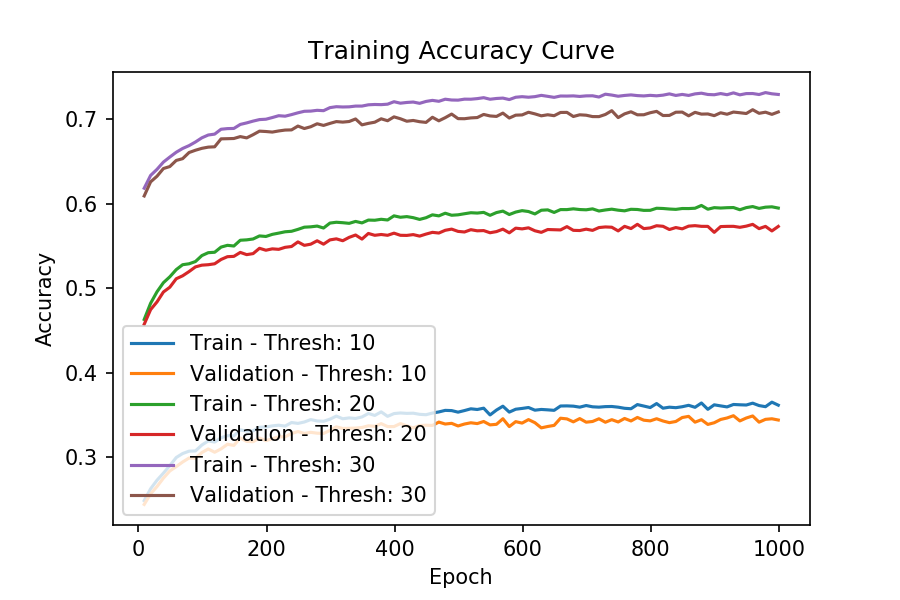 Training Accuracy Curve
0.7
0.6
0.5
0.4
0.3
Accuracy
Train - Thresh: 10
Validation - Thresh: 10
Train - Thresh: 20
Validation - Thresh: 20
Train - Thresh: 30
Validation - Thresh: 30
0 200 400 600 800 1000
Epoch